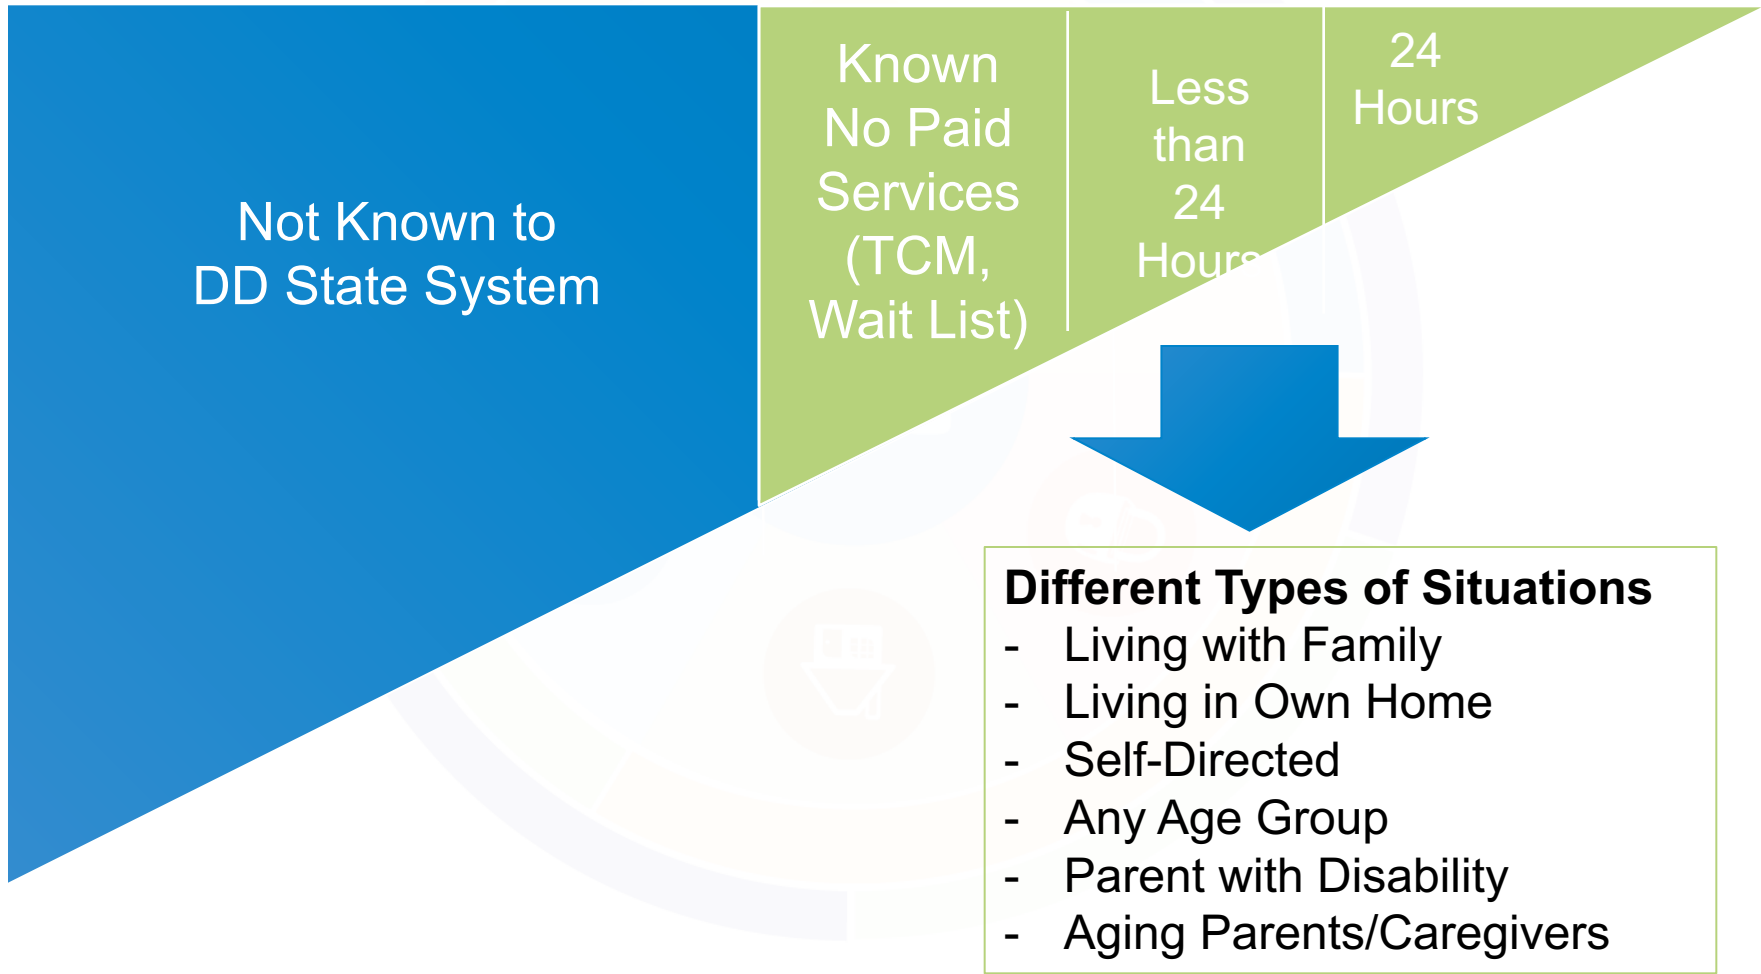 Not Known to
DD State System
Known
No Paid
Services
(TCM,
Wait List)
Less
than
24
Hours
24
Hours
Different Types of Situations
- Living with Family
- Living in Own Home
- Self-Directed
- Any Age Group
- Parent with Disability
- Aging Parents/Caregivers